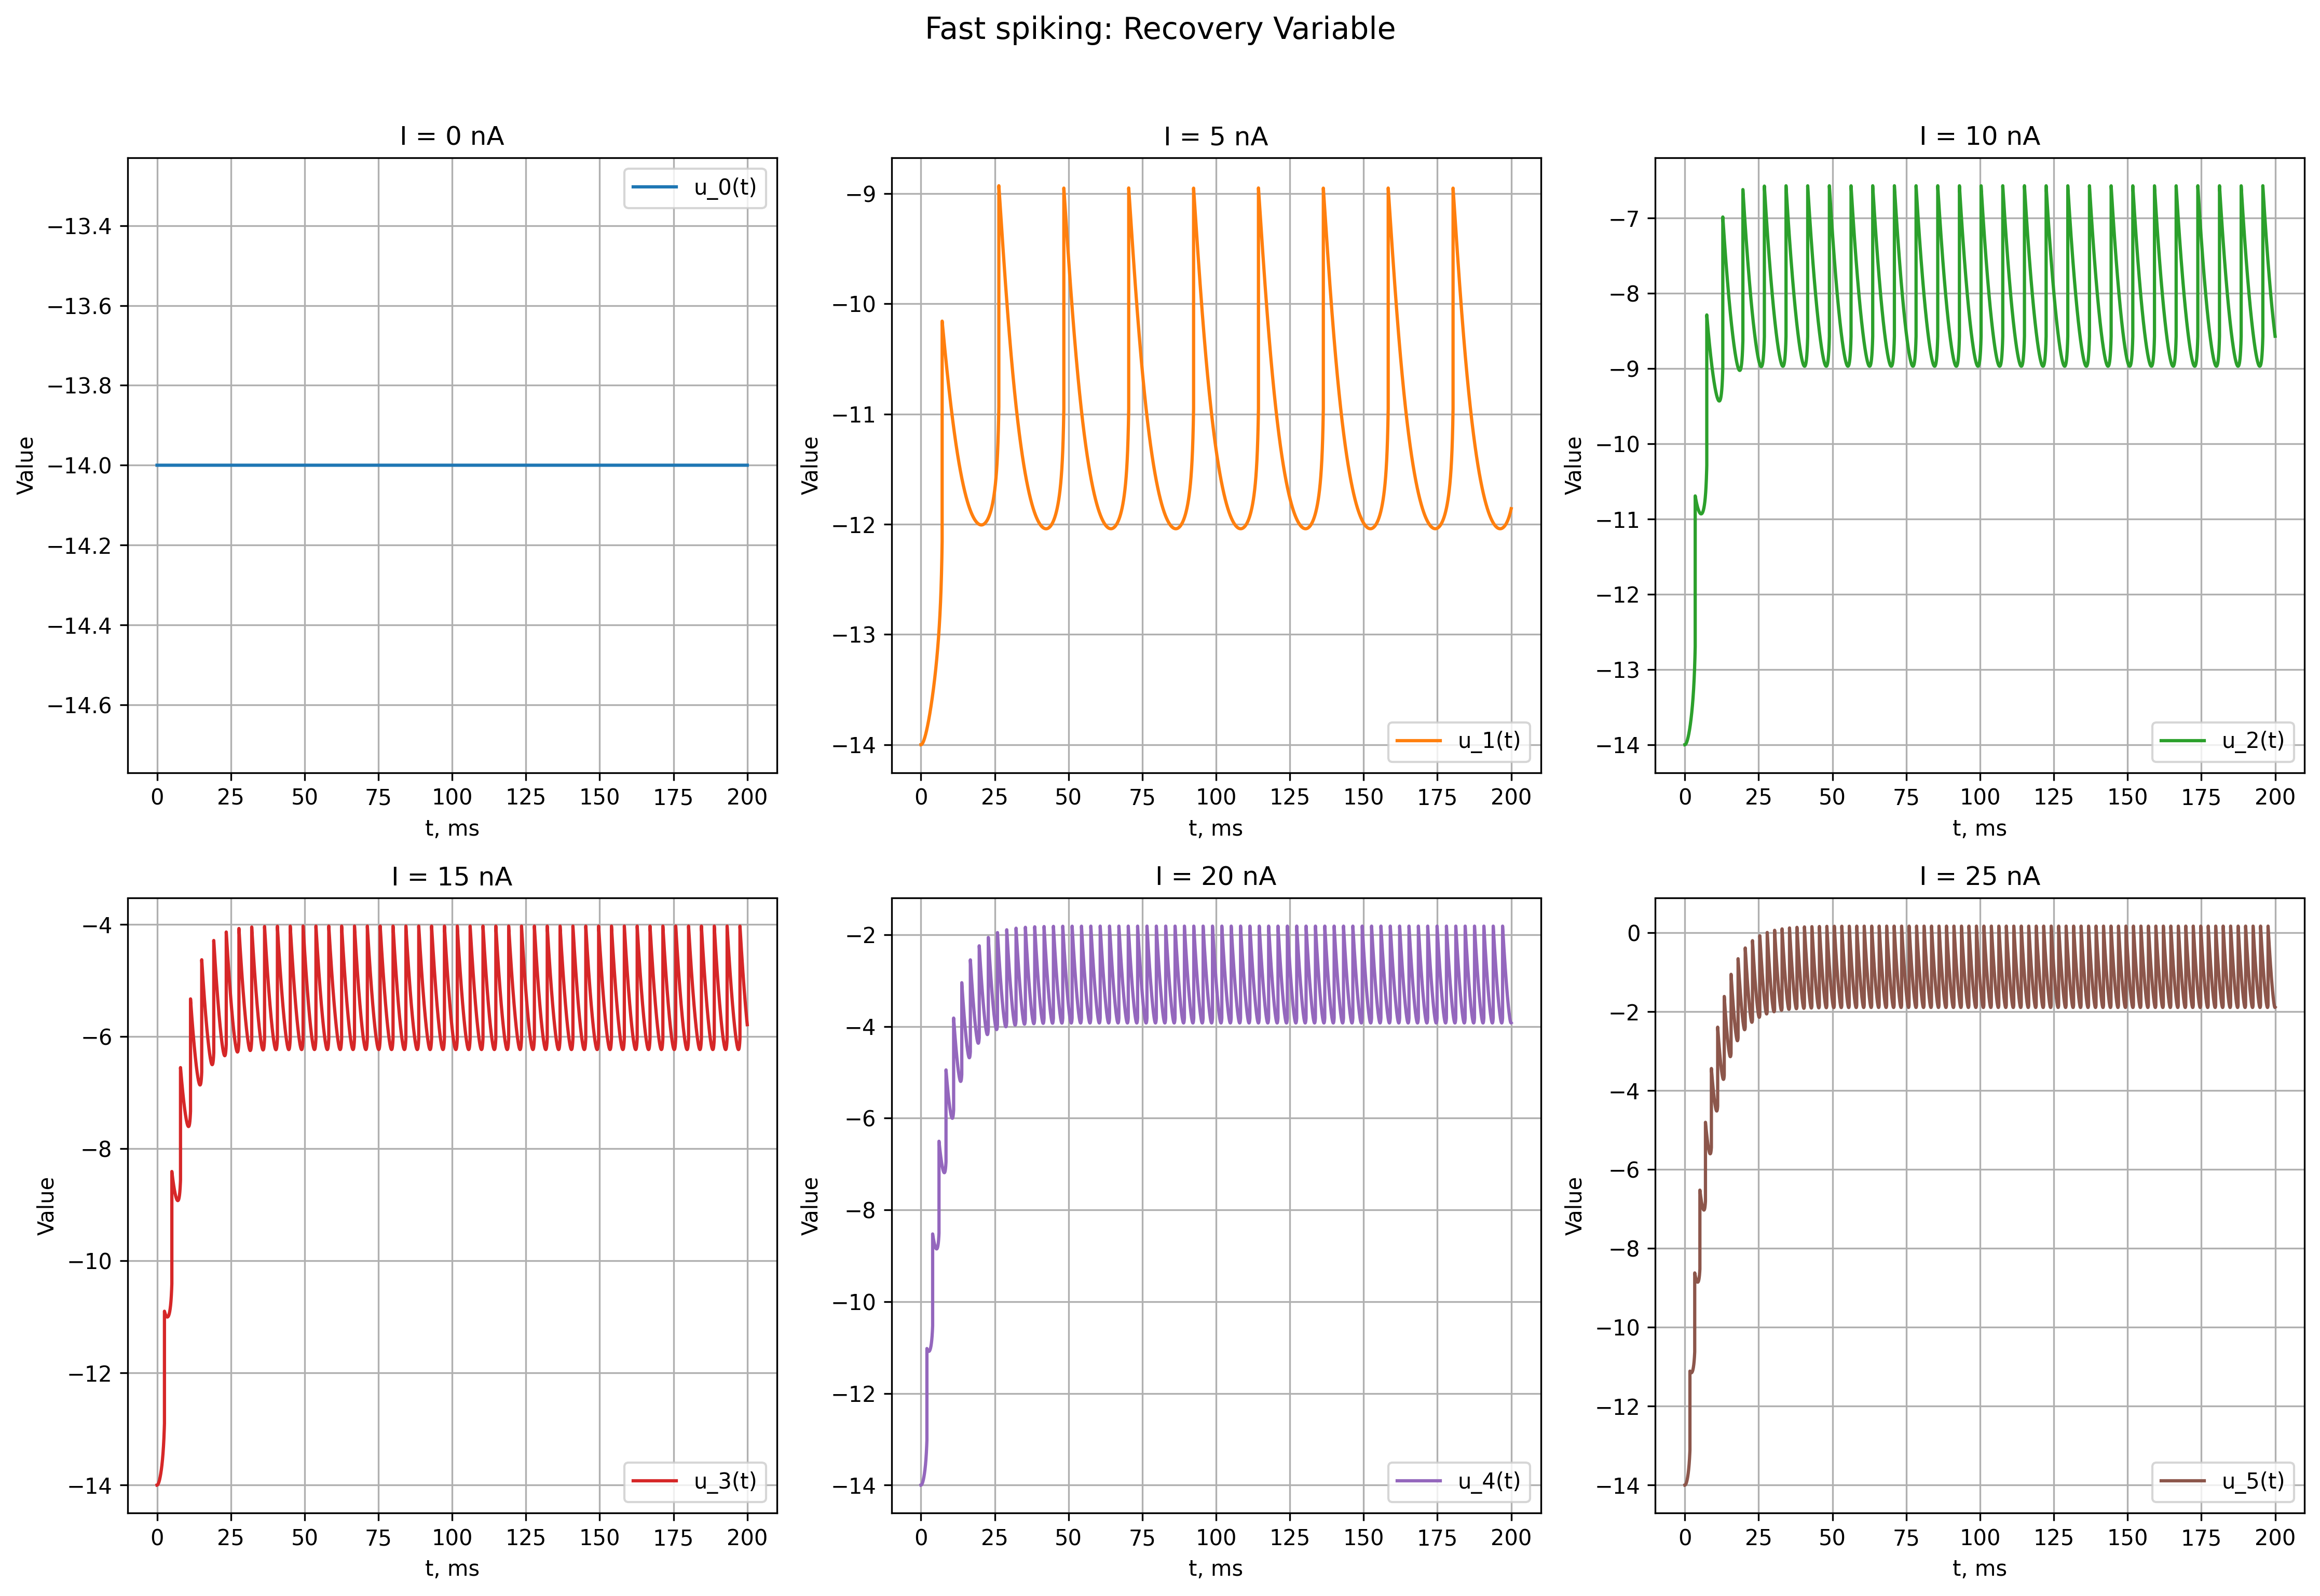 Fast spiking: Recovery Variable
I = 0 nA
−13.4
−13.6
−13.8
−14.0
−14.2
−14.4
−14.6
Value
u_0(t)
0 25 50 75 100 125 150 175 200
t, ms
I = 5 nA
−9
−10
−11
−12
−13
−14
Value
u_1(t)
0 25 50 75 100 125 150 175 200
t, ms
I = 10 nA
−7
−8
−9
−10
−11
−12
−13
−14
Value
u_2(t)
0 25 50 75 100 125 150 175 200
t, ms
I = 15 nA
−4
−6
−8
−10
−12
−14
Value
u_3(t)
0 25 50 75 100 125 150 175 200
t, ms
I = 20 nA
−2
−4
−6
−8
−10
−12
−14
Value
u_4(t)
0 25 50 75 100 125 150 175 200
t, ms
I = 25 nA
0
−2
−4
−6
−8
−10
−12
−14
Value
u_5(t)
0 25 50 75 100 125 150 175 200
t, ms